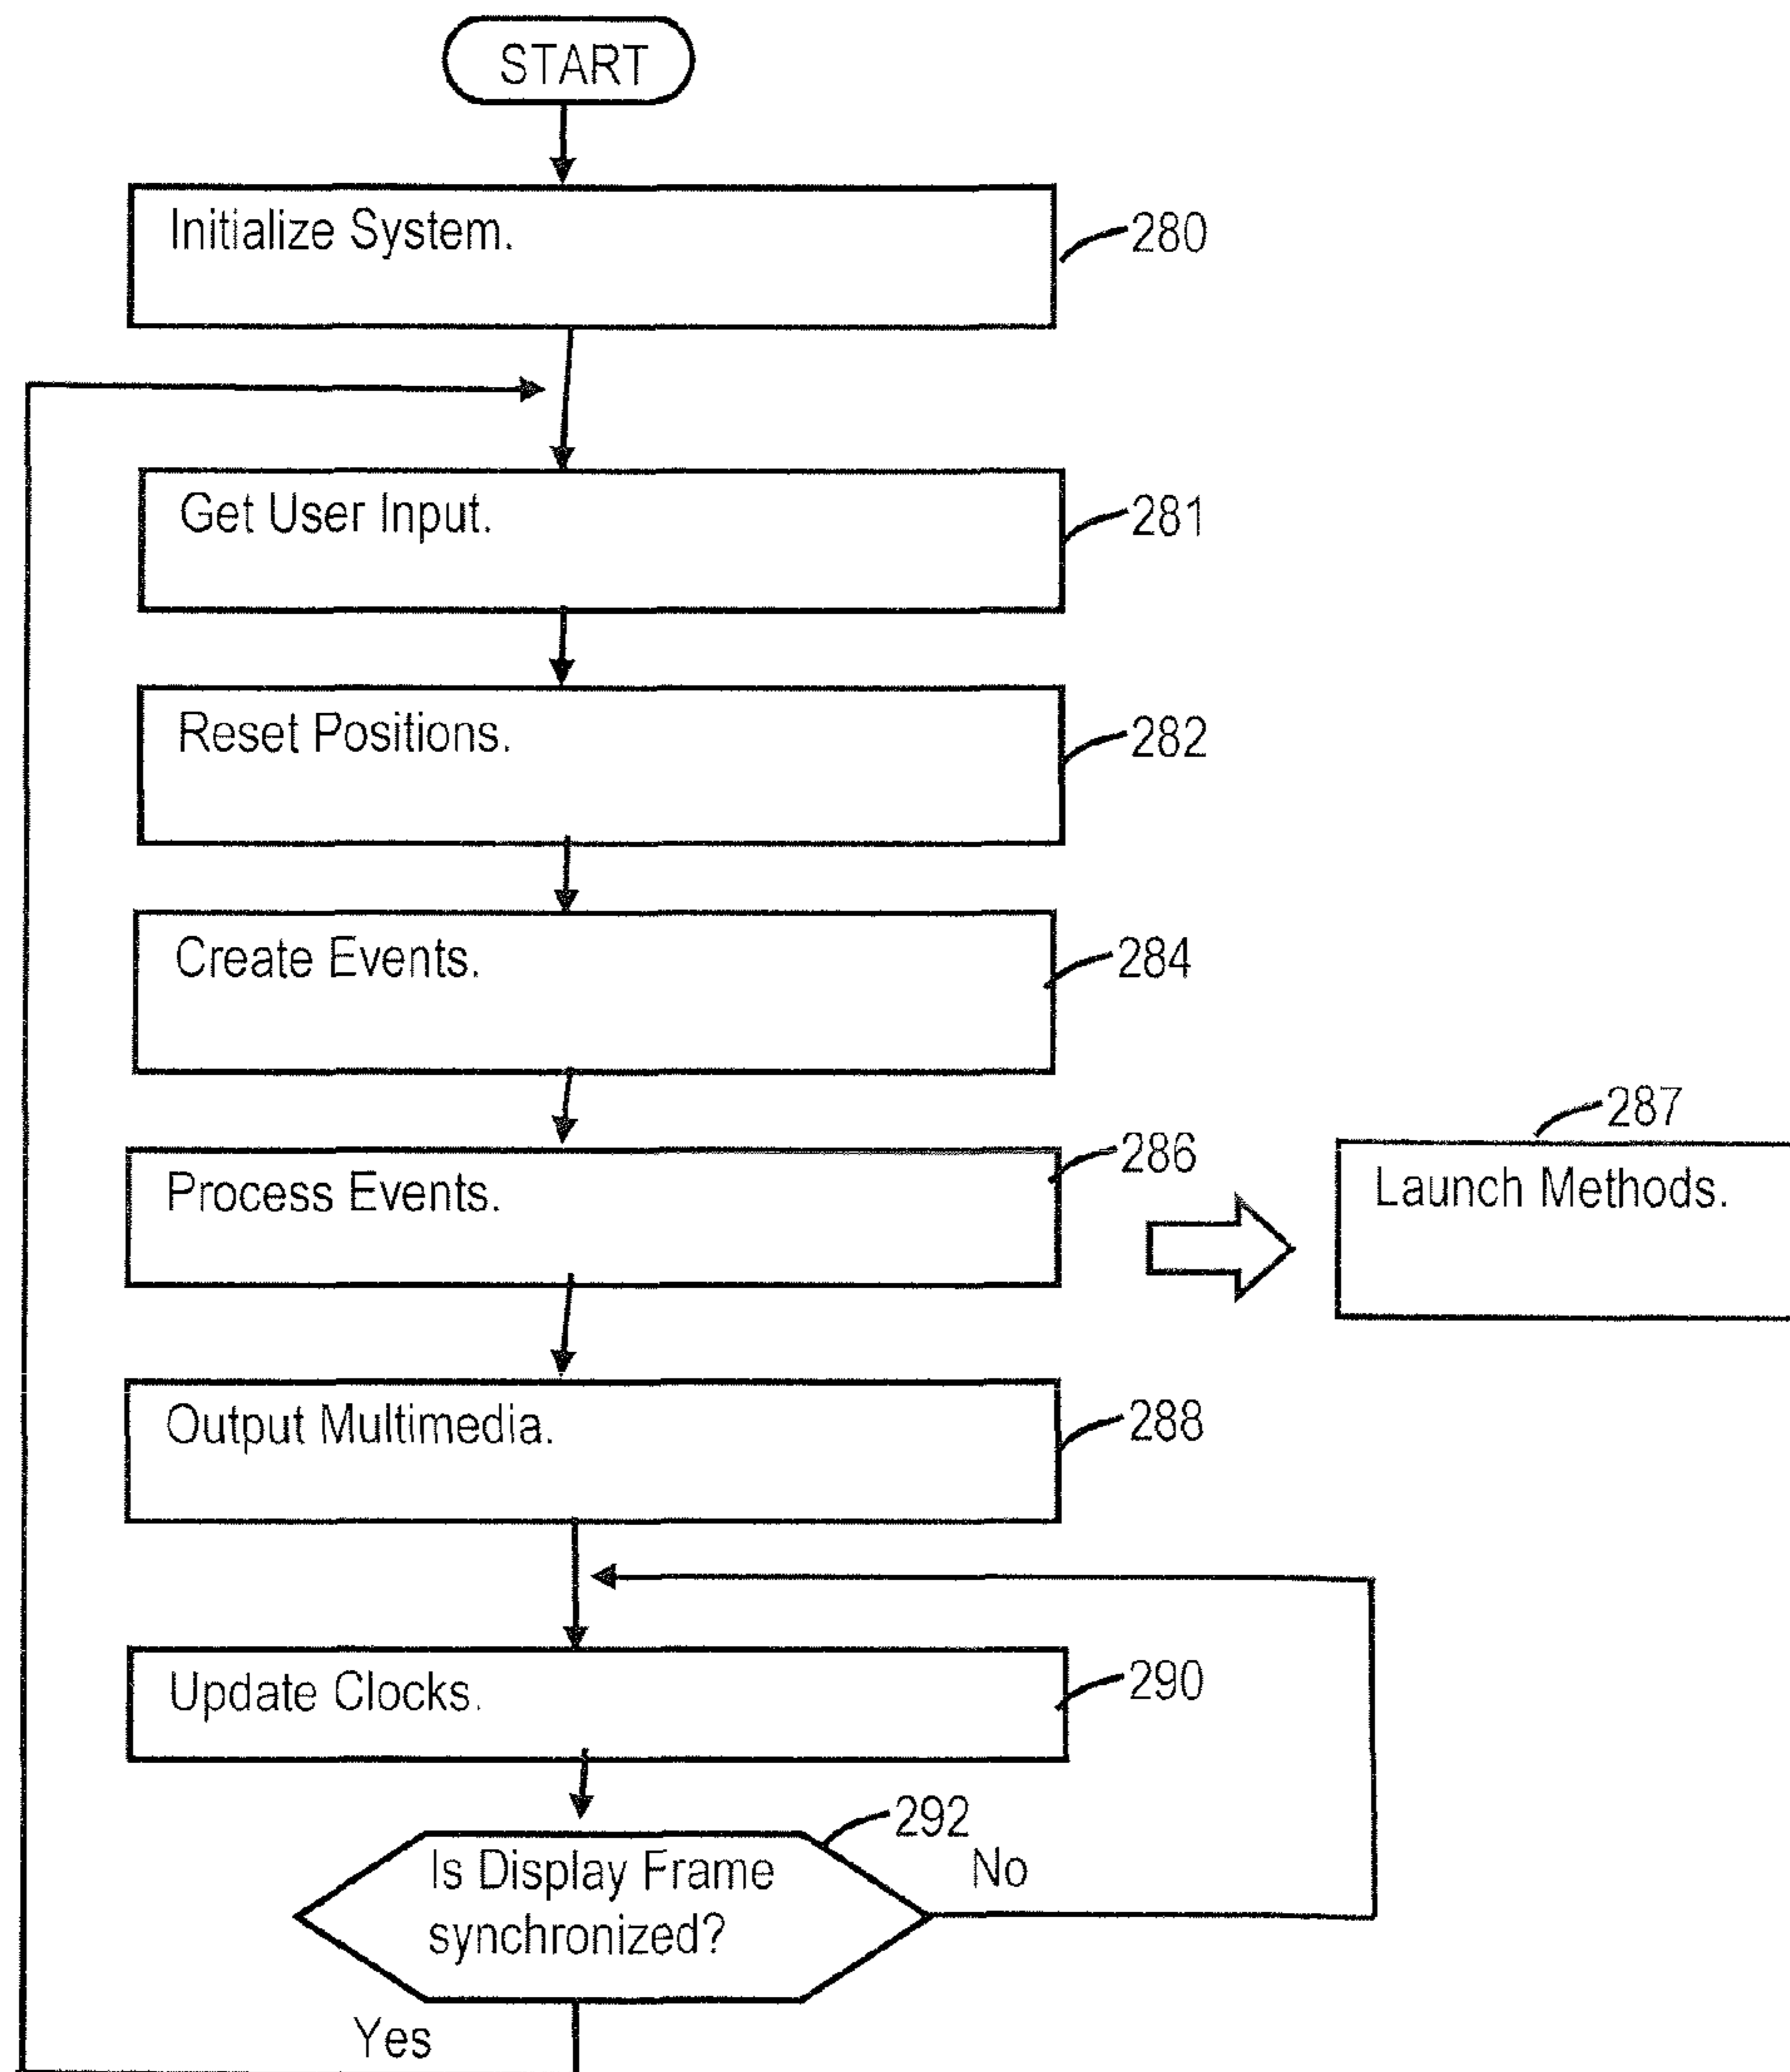 START
Initialize System.
280
Get User Input.
281
Reset Positions.
282
Create Events.
284
Process Events.
286
287
Launch Methods.
Output Multimedia.
288
Update Clocks.
290
292
Is Display Frame
synchronized?
No
Yes